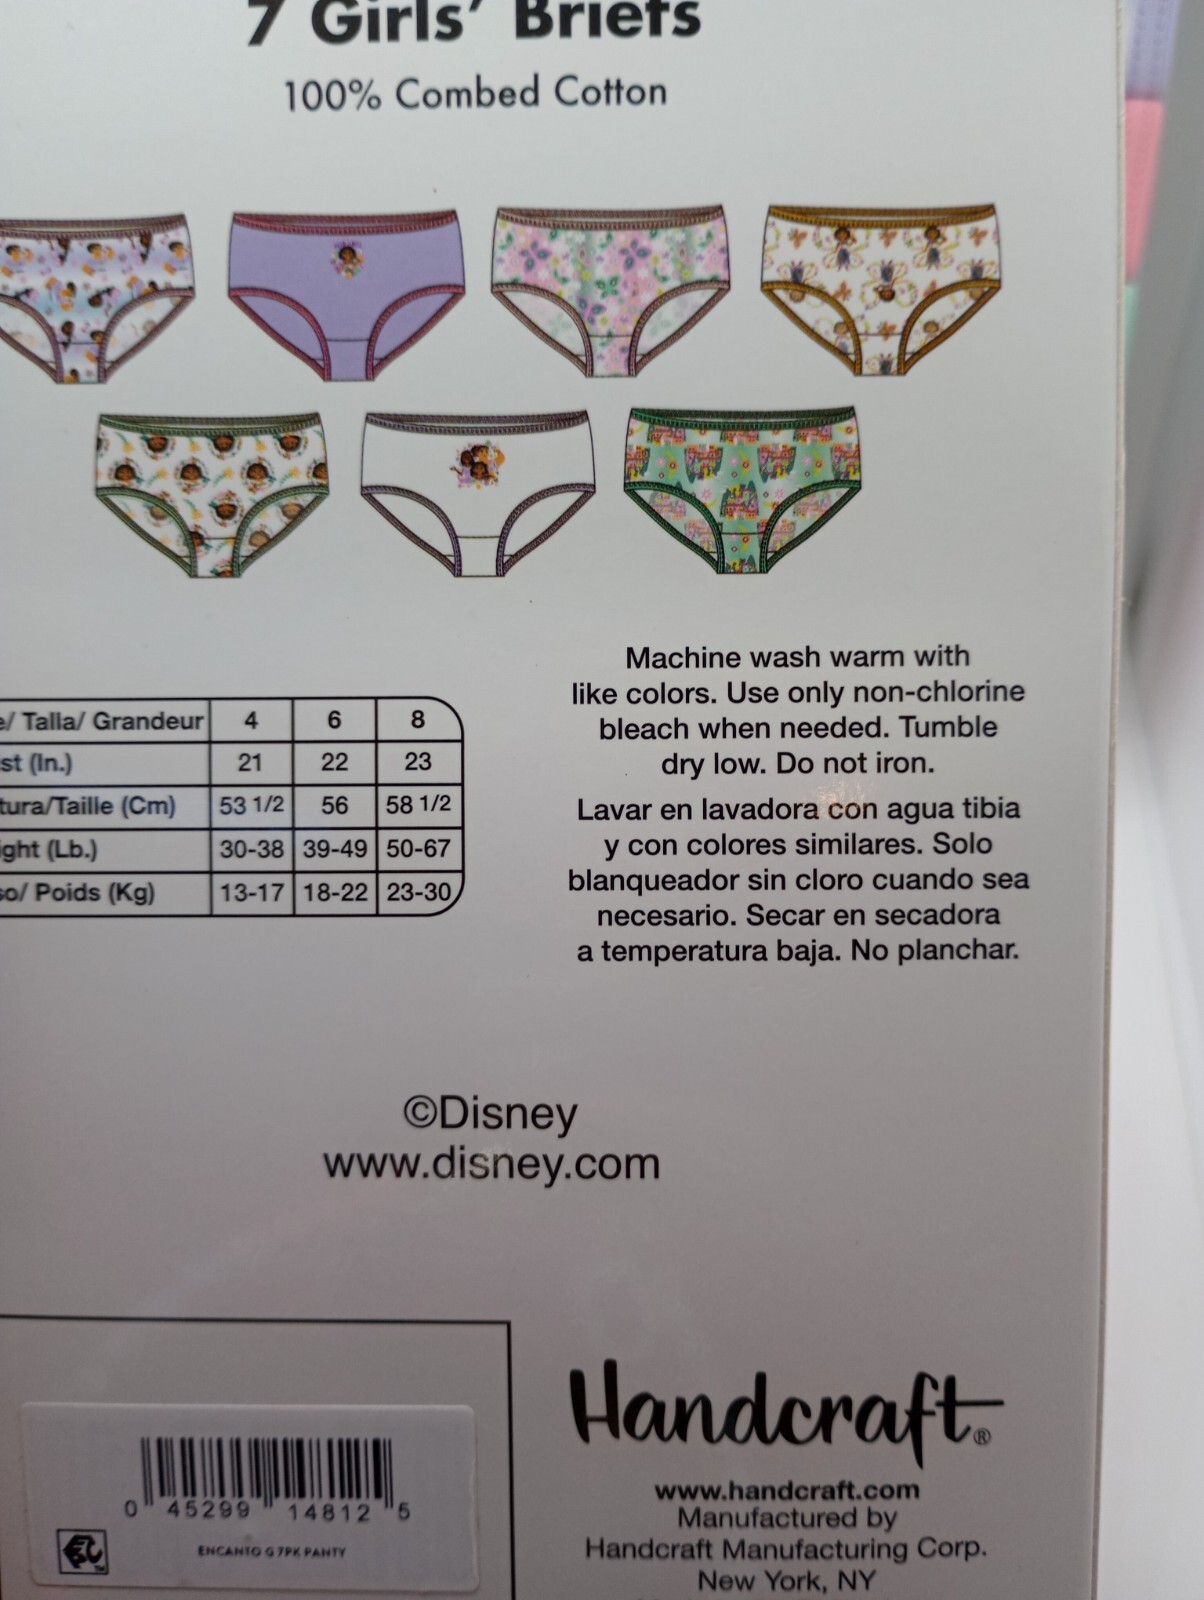 7 Girls' Briefs
100% Combed Cotton
e/ Talla/ Grandeur 4 6 8
st (In.) 21 22 23
tura/Taille (Cm) 53 1/2 56 58 1/2
ight (Lb.) 30-38 39-49 50-67
so/ Poids (Kg) 13-17 18-22 23-30
Machine wash warm with
like colors. Use only non-chlorine
bleach when needed. Tumble
dry low. Do not iron.
Lavar en lavadora con agua tibia
y con colores similares. Solo
blanqueador sin cloro cuando sea
necesario. Secar en secadora
a temperatura baja. No planchar.
©Disney
www.disney.com
0 45299 14812 5
ENCANTO G 7PK PANTY
Handcraft®
www.handcraft.com
Manufactured by
Handcraft Manufacturing Corp.
New York, NY